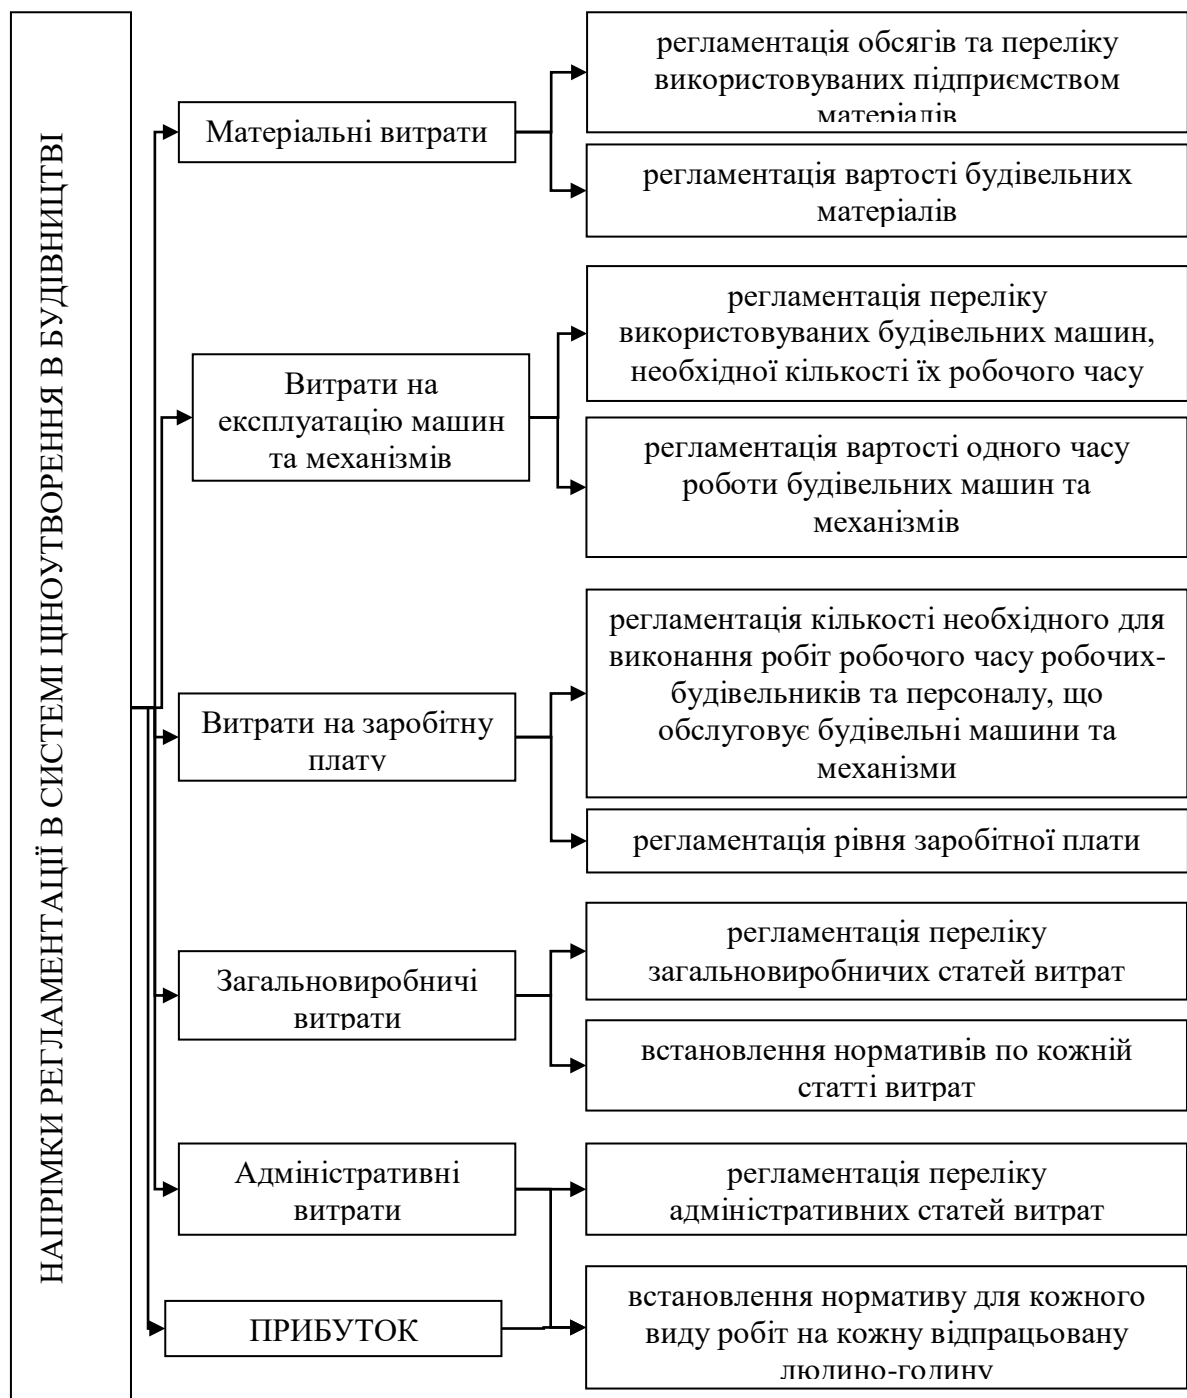 НАПРІМКИ РЕГЛАМЕНТАЦІЇ В СИСТЕМІ ЦІНОУТВОРЕННЯ В БУДІВНИЦТВІ
Матеріальні витрати
регламентація обсягів та переліку
використовуваних підприємством
матеріалів
регламентація вартості будівельних
матеріалів
Витрати на
експлуатацію машин
та механізмів
регламентація переліку
використовуваних будівельних машин,
необхідної кількості їх робочого часу
регламентація вартості одного часу
роботи будівельних машин та
механізмів
Витрати на заробітну
плату
регламентація кількості необхідного для
виконання робіт робочого часу робочих-
будівельників та персоналу, що
обслуговує будівельні машини та
механізми
регламентація рівня заробітної плати
Загальновиробничі
витрати
регламентація переліку
загальновиробничих статей витрат
встановлення нормативів по кожній
статті витрат
Адміністративні
витрати
регламентація переліку
адміністративних статей витрат
ПРИБУТОК
встановлення нормативу для кожного
виду робіт на кожну відпрацьовану
людино-годину